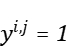 y^{i,j} = 1